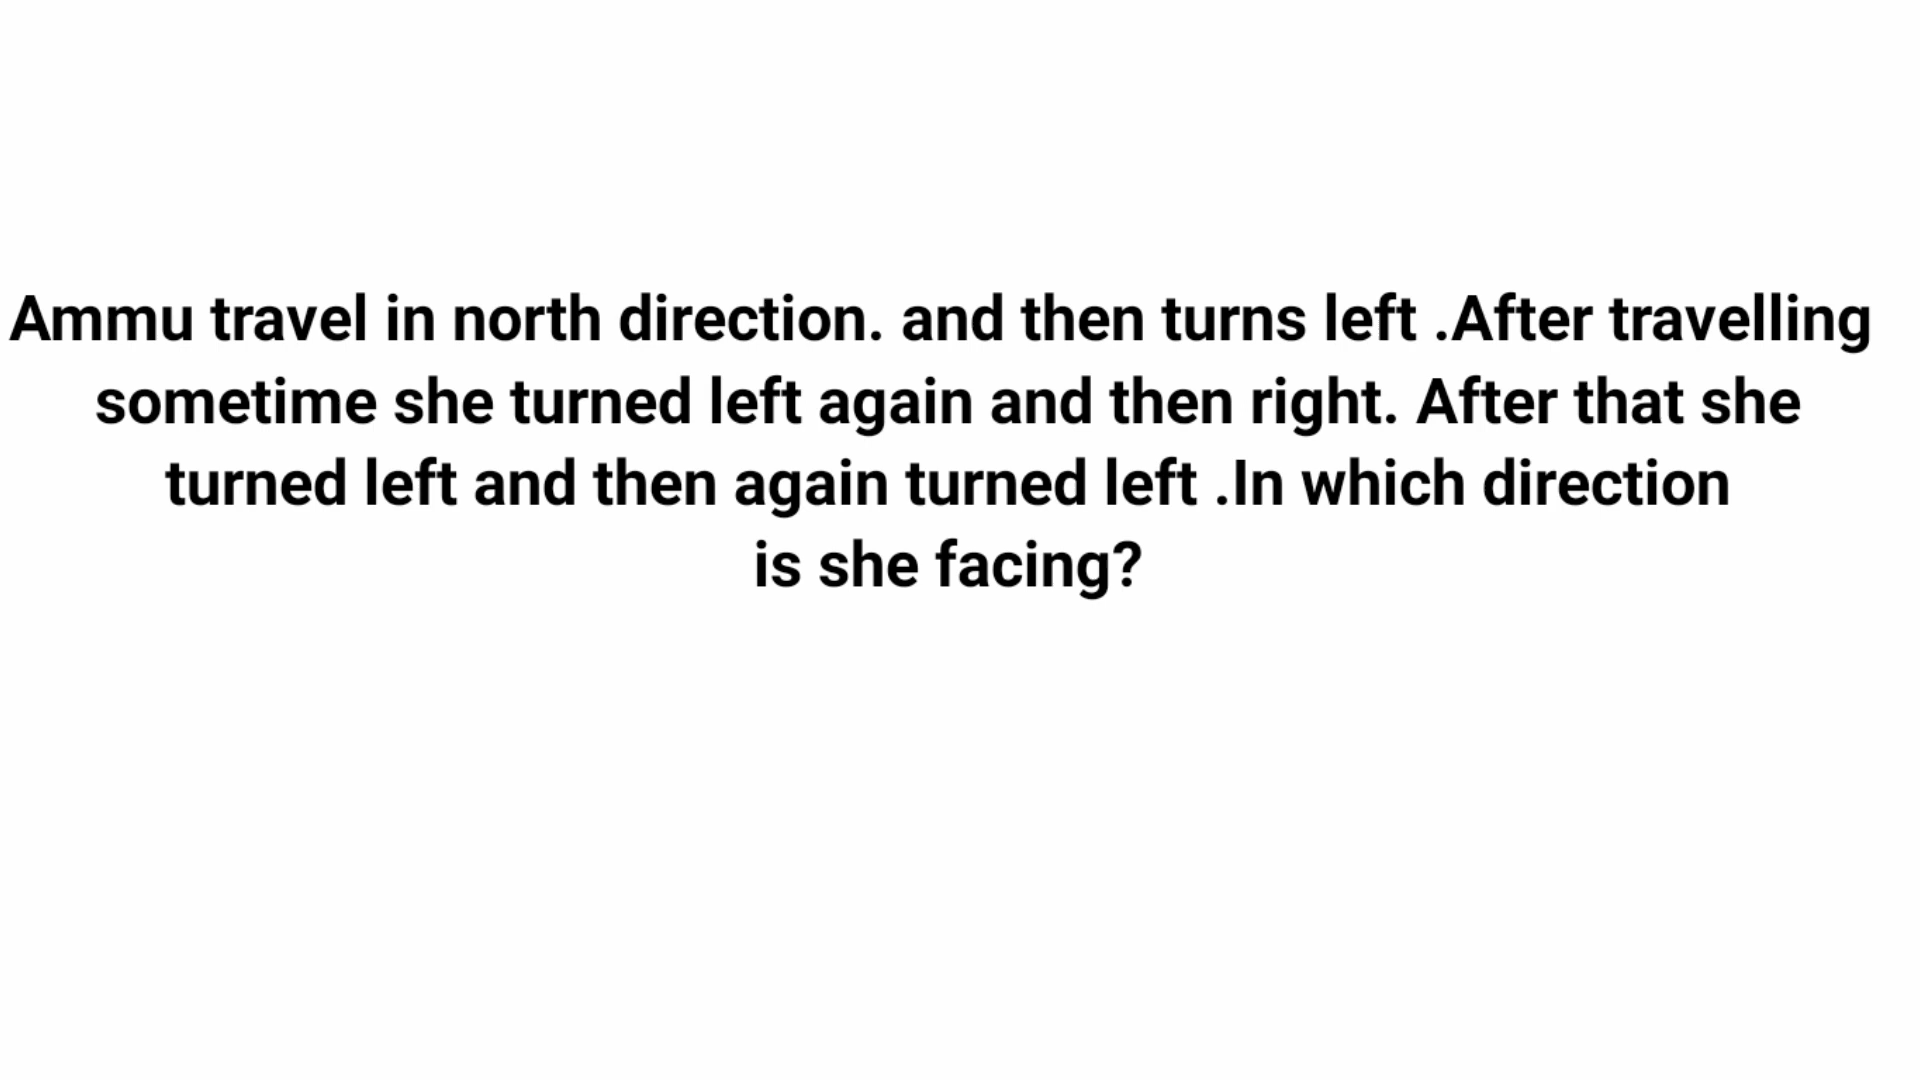 Ammu travel in north direction. and then turns left .After travelling
sometime she turned left again and then right. After that she
turned left and then again turned left .In which direction
is she facing?